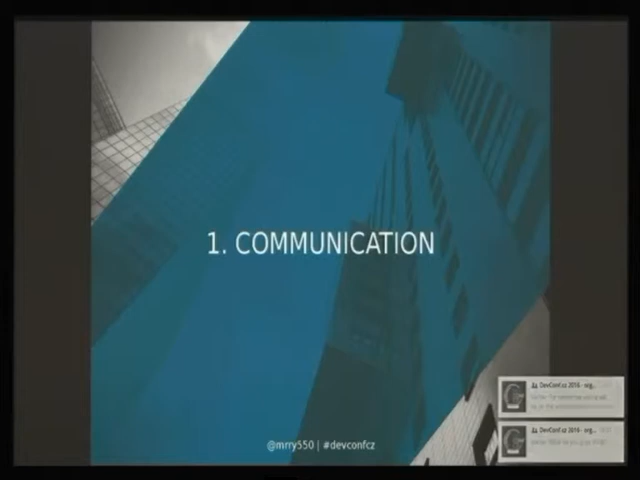 1. COMMUNICATION
@mrry550 | #devconfcz
DevConf.cz 2016 - org...
DevConf.cz 2016 - org...